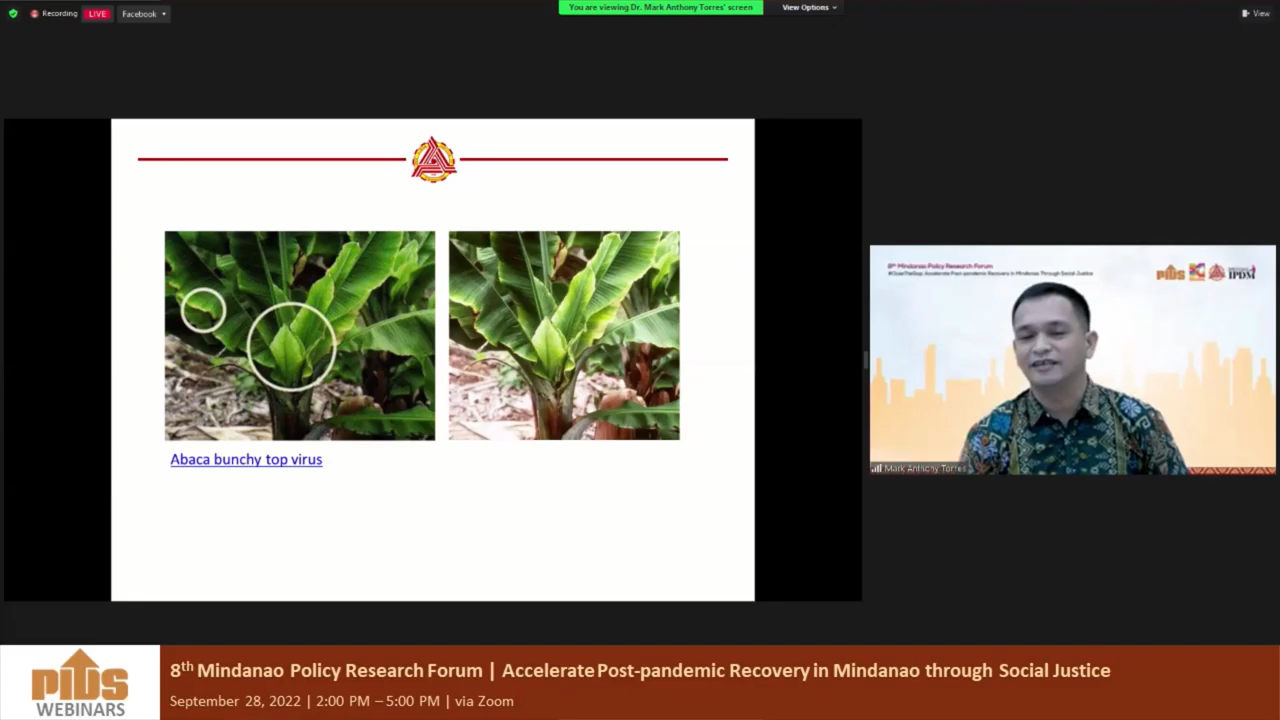 Recording
LIVE
Facebook
You are viewing Dr. Mark Anthony Torres' screen
View Options
View
Abaca bunchy top virus
8th Mindanao Policy Research Forum
#CloseTheGap: Accelerate Post-pandemic Recovery in Mindanao Through Social Justice
PIDS
IPDM
Mark Anthony Torres
PIDS
WEBINARS
8th Mindanao Policy Research Forum | Accelerate Post-pandemic Recovery in Mindanao through Social Justice
September 28, 2022 | 2:00 PM – 5:00 PM | via Zoom